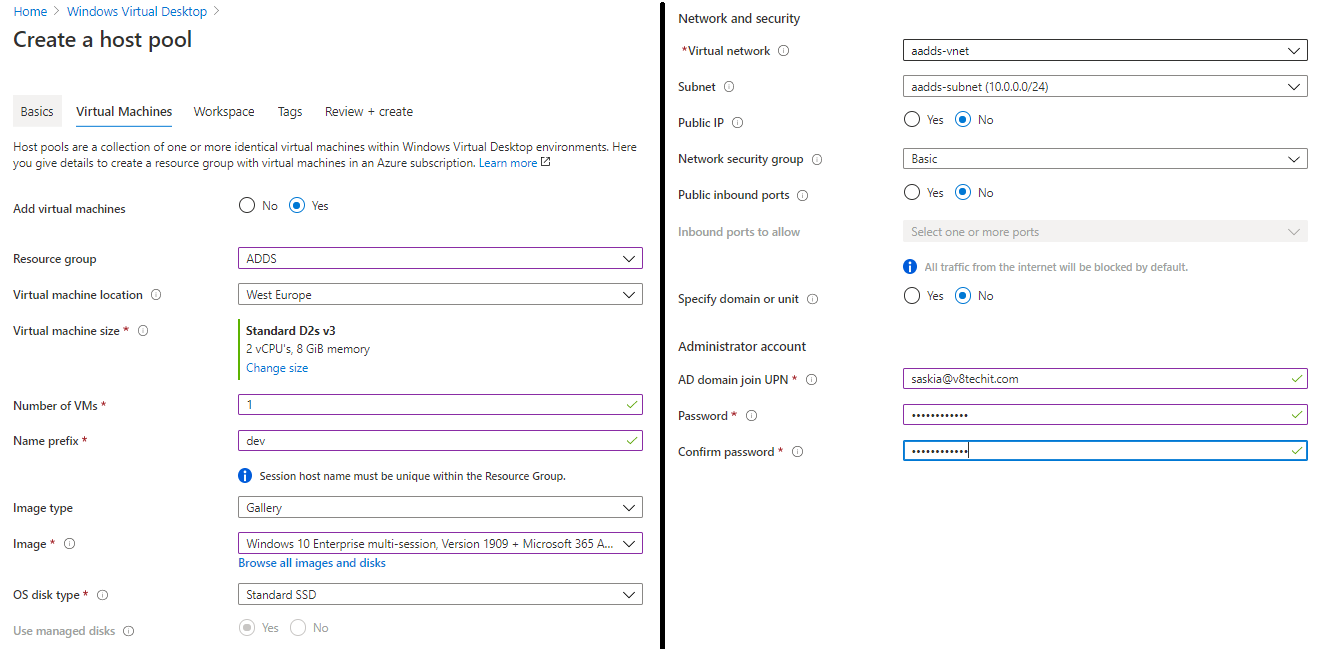 Home > Windows Virtual Desktop >
Create a host pool
Basics Virtual Machines Workspace Tags Review + create
Host pools are a collection of one or more identical virtual machines within Windows Virtual Desktop environments. Here
you give details to create a resource group with virtual machines in an Azure subscription. Learn more
Add virtual machines No Yes
Resource group ADDS
Virtual machine location West Europe
Virtual machine size * Standard D2s v3
2 vCPU's, 8 GiB memory
Change size
Number of VMs * 1
Name prefix * dev
Session host name must be unique within the Resource Group.
Image type Gallery
Image * Windows 10 Enterprise multi-session, Version 1909 + Microsoft 365 A...
Browse all images and disks
OS disk type * Standard SSD
Use managed disks Yes No
Network and security
*Virtual network aadds-vnet
Subnet aadds-subnet (10.0.0.0/24)
Public IP Yes No
Network security group Basic
Public inbound ports Yes No
Inbound ports to allow Select one or more ports
All traffic from the internet will be blocked by default.
Specify domain or unit Yes No
Administrator account
AD domain join UPN * saskia@v8techit.com
Password * ••••••••••••
Confirm password * ••••••••••••